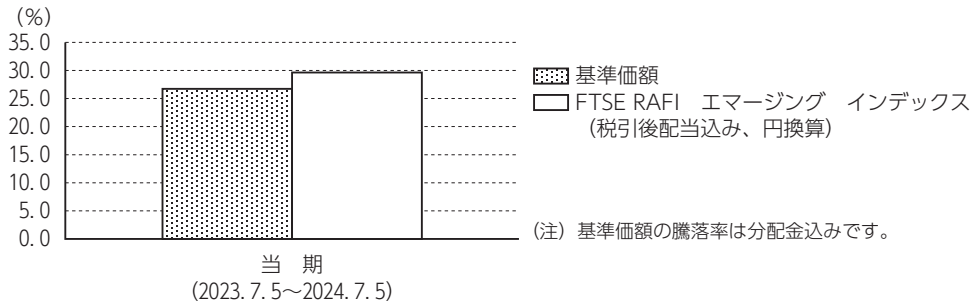 (%)
35.0
30.0
25.0
20.0
15.0
10.0
5.0
0.0
当 期
(2023.7.5~2024.7.5)
基準価額
FTSE RAFI エマージング インデックス
(税引後配当込み、円換算)
(注) 基準価額の騰落率は分配金込みです。